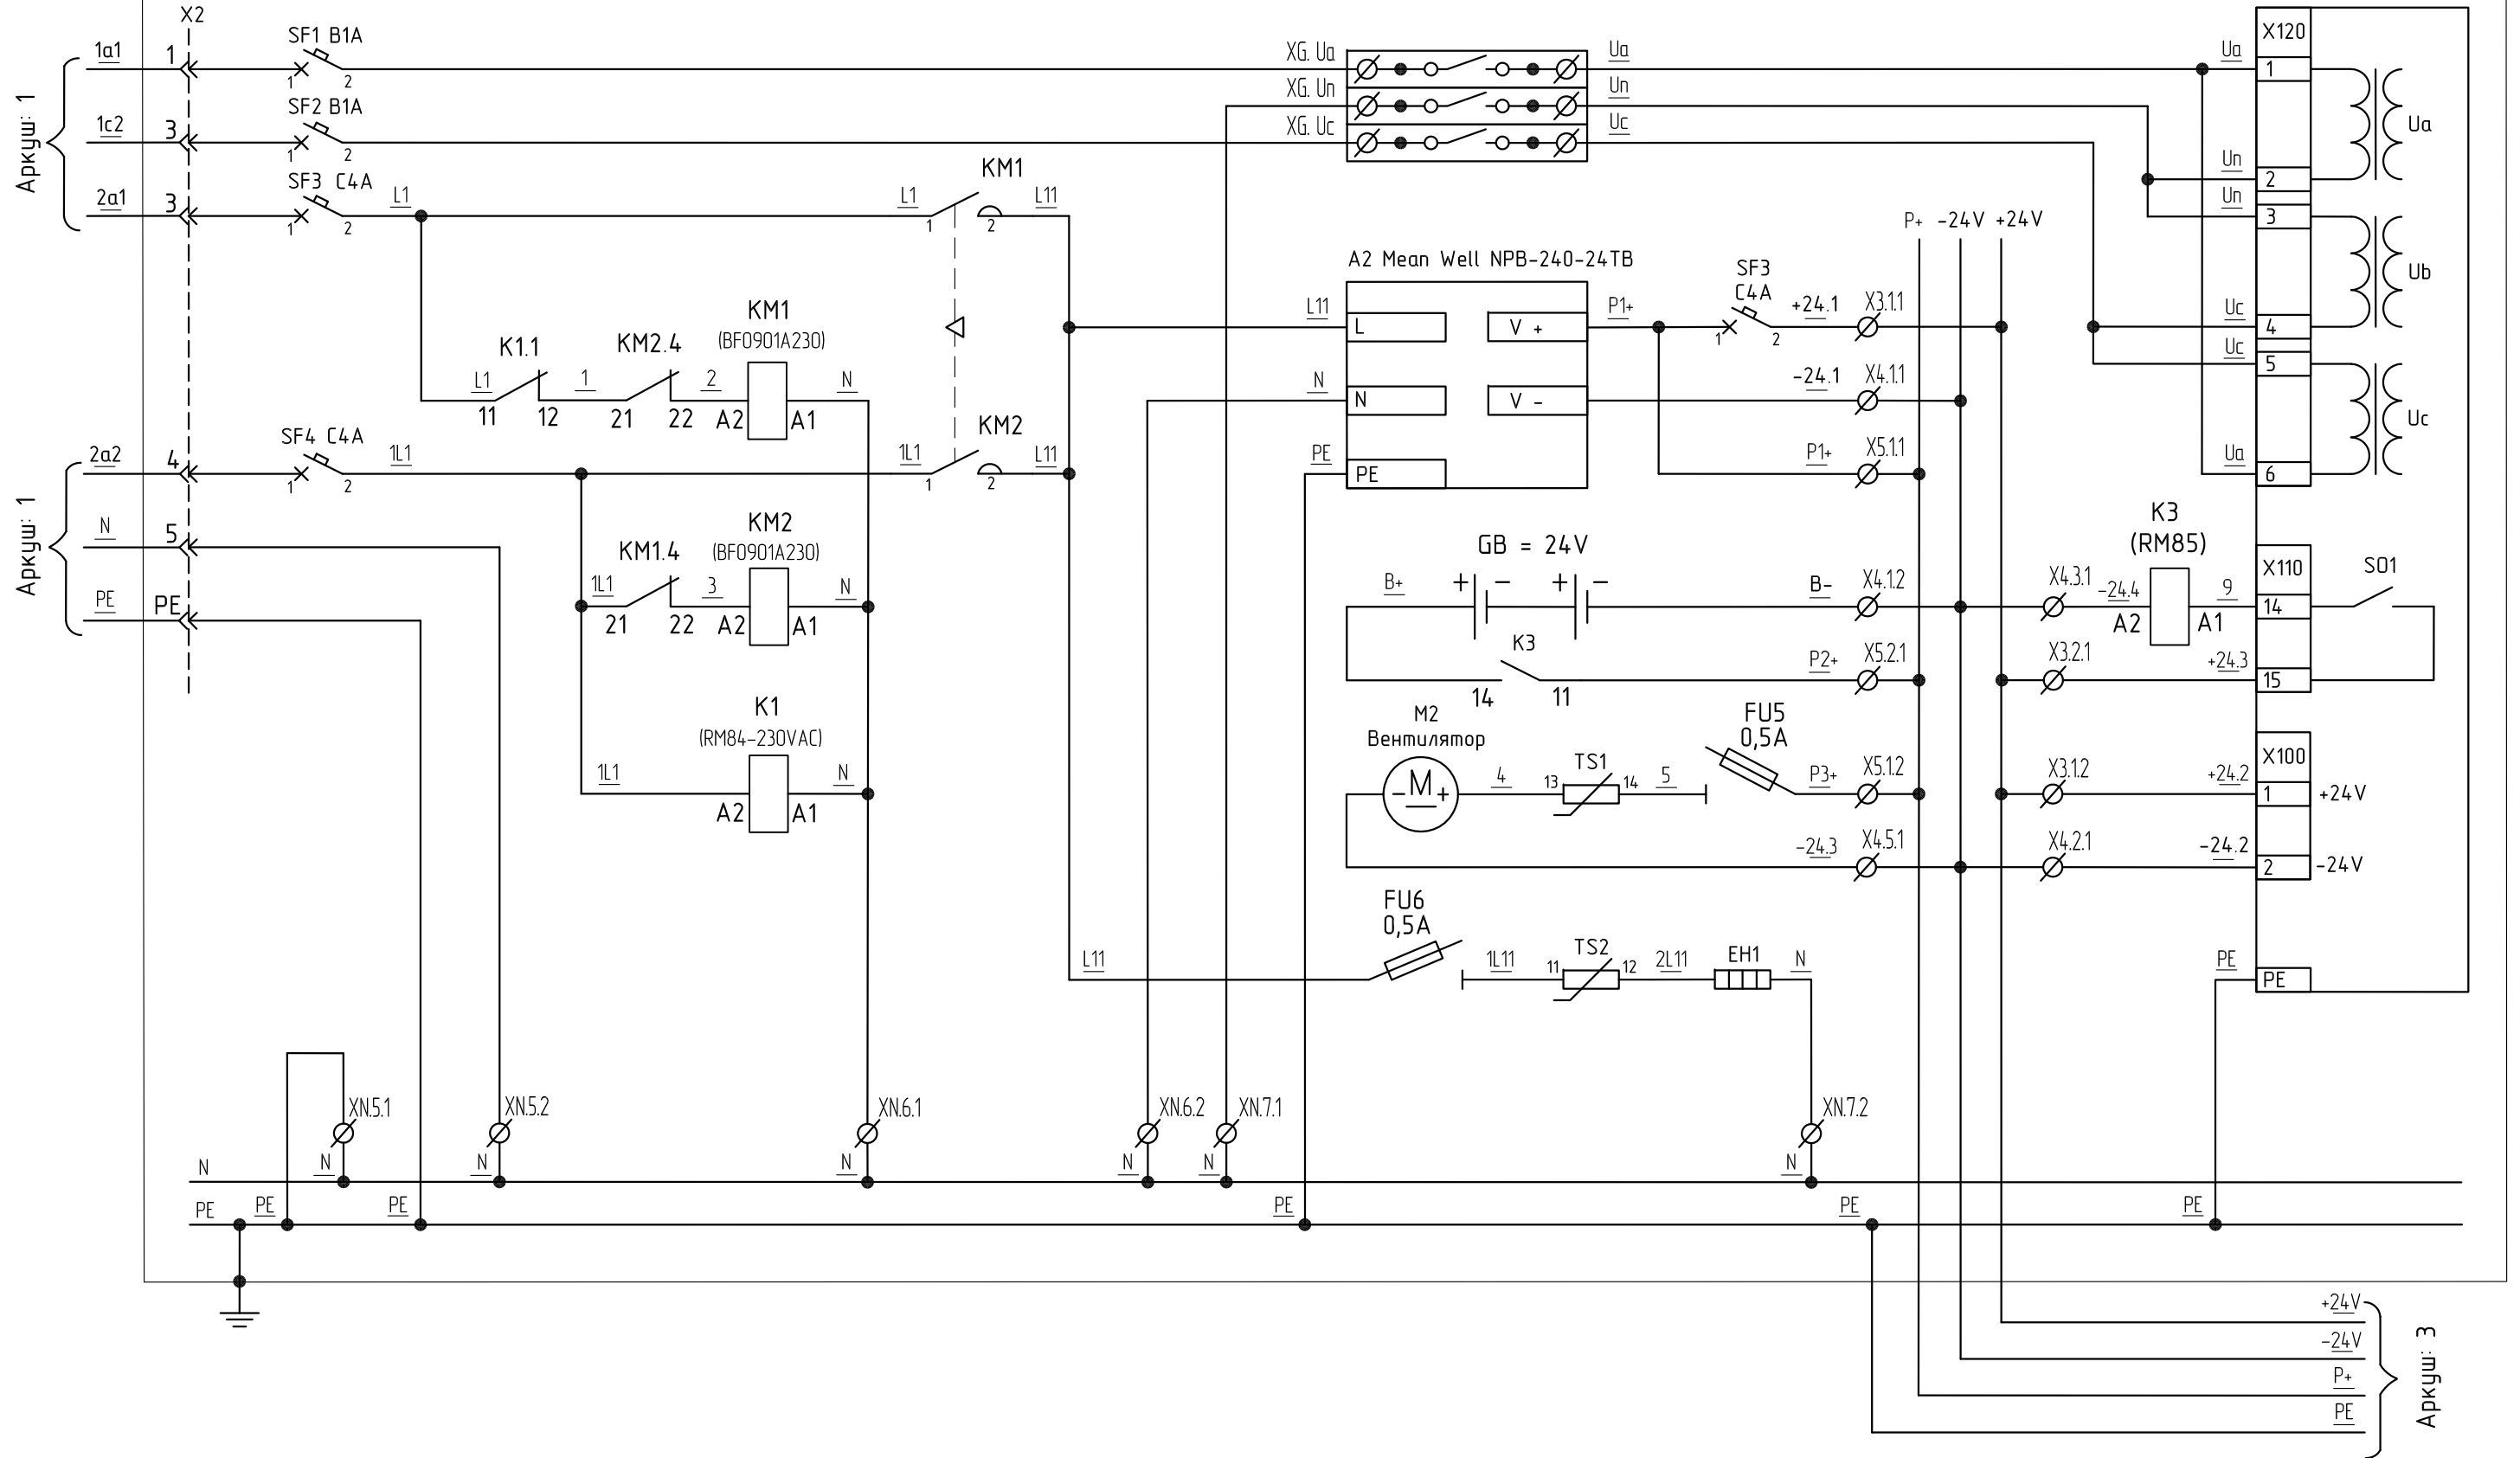 X2
Аркуш: 1
1a1
1
SF1 B1A
1
2
1c2
3
SF2 B1A
1
2
2a1
3
SF3 C4A
1
2
L1
L1
KM1
1
2
L11
XG. Ua
XG. Un
XG. Uc
Ua
Un
Uc
Ua
Un
Un
Uc
Uc
Ua
X120
1
2
3
4
5
6
Ua
Ub
Uc
K1.1
L1
11
12
1
KM2.4
21
22
2
KM1
(BF0901A230)
A2
A1
N
Аркуш: 1
2a2
4
SF4 C4A
1
2
1L1
1L1
KM2
1
2
L11
N
5
PE
PE
KM1.4
1L1
21
22
3
KM2
(BF0901A230)
A2
A1
N
K1
(RM84-230VAC)
1L1
A2
A1
N
A2 Mean Well NPB-240-24TB
L11
L
V +
P1+
SF3
C4A
1
2
+24.1
X3.1.1
P+
-24V
+24V
N
N
V -
-24.1
X4.1.1
PE
PE
P1+
X5.1.1
GB = 24V
B+
+
-
+
-
B-
X4.1.2
X4.3.1
-24.4
K3
(RM85)
A2
A1
9
X110
14
SO1
K3
14
11
P2+
X5.2.1
X3.2.1
+24.3
15
M2
Вентилятор
-M+
4
TS1
13
14
5
FU5
0,5A
P3+
X5.1.2
X3.1.2
+24.2
X100
1
+24V
-24.3
X4.5.1
X4.2.1
-24.2
2
-24V
FU6
0,5A
L11
1L11
TS2
11
12
2L11
EH1
N
PE
PE
XN.5.1
XN.5.2
XN.6.1
XN.6.2
XN.7.1
XN.7.2
N
N
N
N
N
N
N
PE
PE
PE
PE
PE
PE
+24V
-24V
P+
PE
Аркуш: 3